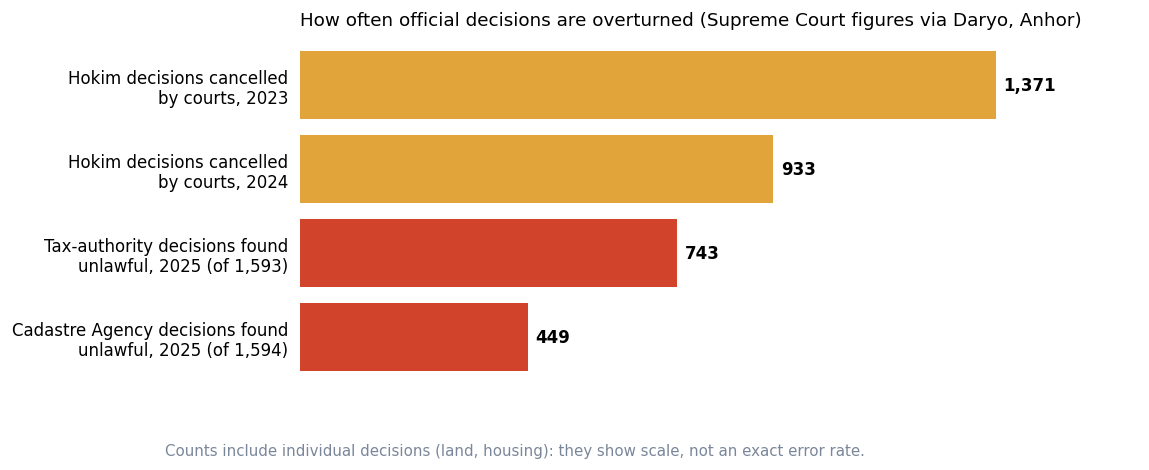 How often official decisions are overturned (Supreme Court figures via Daryo, Anhor)
Hokim decisions cancelled
by courts, 2023
1,371
Hokim decisions cancelled
by courts, 2024
933
Tax-authority decisions found
unlawful, 2025 (of 1,593)
743
Cadastre Agency decisions found
unlawful, 2025 (of 1,594)
449
Counts include individual decisions (land, housing): they show scale, not an exact error rate.